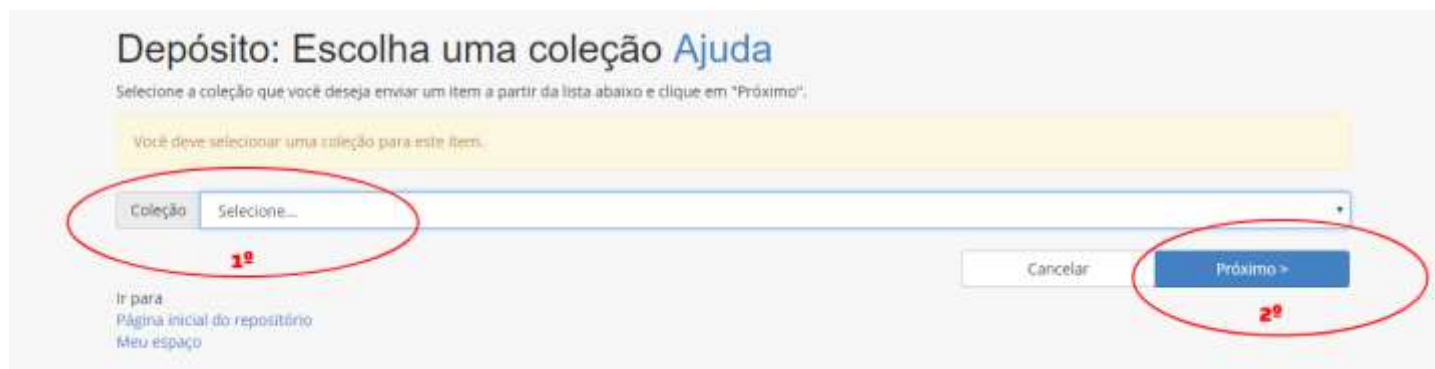 Depósito: Escolha uma coleção Ajuda
Selecione a coleção que você deseja enviar um item a partir da lista abaixo e clique em "Próximo".
Você deve selecionar uma coleção para este item.
Coleção Selecione...
1º
Cancelar Próximo >
2º
Ir para
Página inicial do repositório
Meu espaço